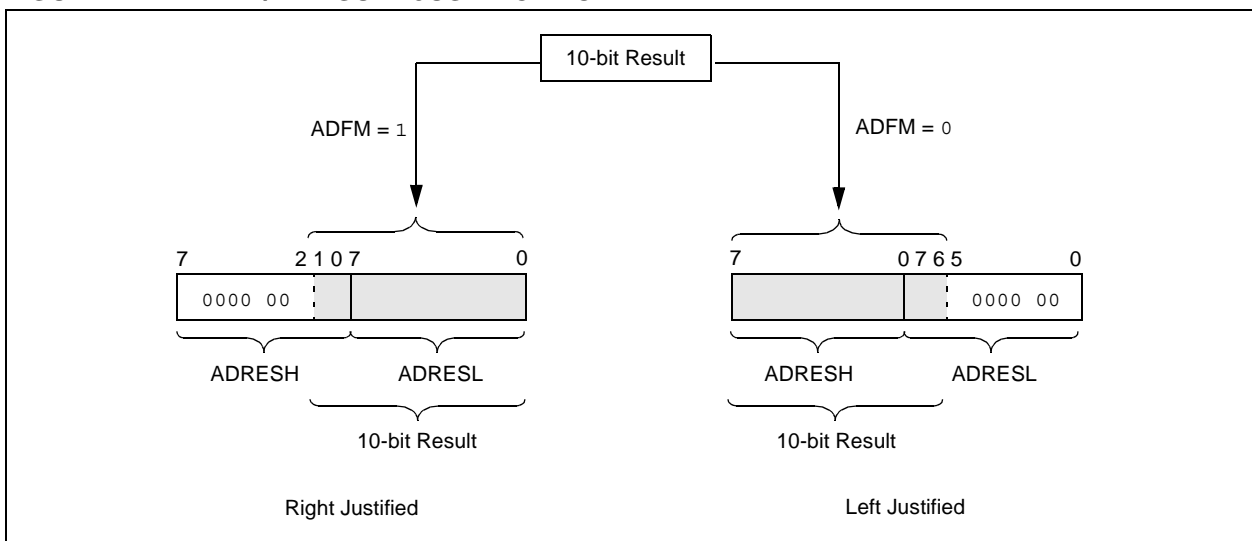 10-bit Result
ADFM = 1
ADFM = 0
7 2 1 0 7 0
0000 00
ADRESH ADRESL
10-bit Result
Right Justified
7 0 7 6 5 0
0000 00
ADRESH ADRESL
10-bit Result
Left Justified